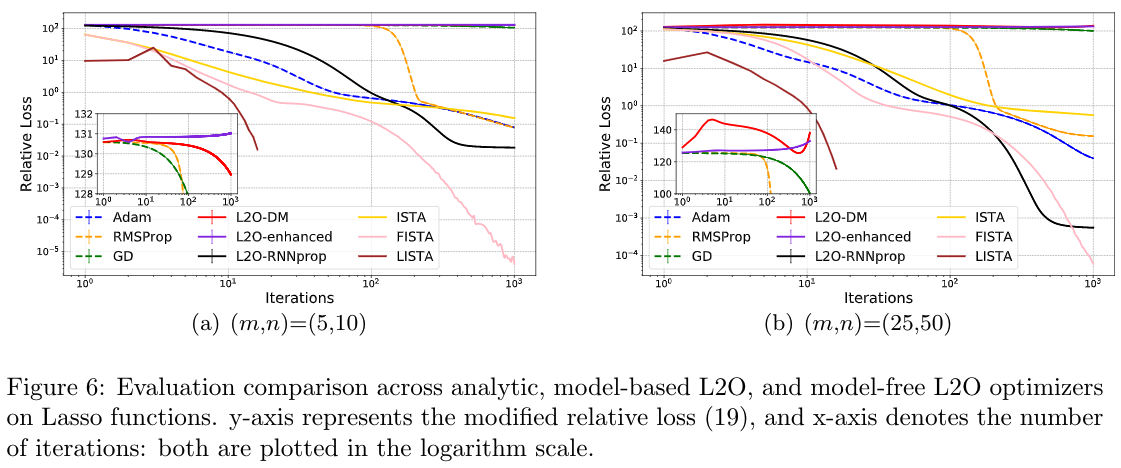 10²
10¹
10⁰
10⁻¹
10⁻²
10⁻³
10⁻⁴
10⁻⁵
Relative Loss
132
131
130
129
128
10⁰ 10¹ 10² 10³
Adam L2O-DM ISTA
RMSProp L2O-enhanced FISTA
GD L2O-RNNprop LISTA
10⁰ 10¹ 10² 10³
Iterations
(a) (m,n)=(5,10)
10²
10¹
10⁰
10⁻¹
10⁻²
10⁻³
10⁻⁴
Relative Loss
140
120
100
10⁰ 10¹ 10² 10³
Adam L2O-DM ISTA
RMSProp L2O-enhanced FISTA
GD L2O-RNNprop LISTA
10⁰ 10¹ 10² 10³
Iterations
(b) (m,n)=(25,50)
Figure 6: Evaluation comparison across analytic, model-based L2O, and model-free L2O optimizers
on Lasso functions. y-axis represents the modified relative loss (19), and x-axis denotes the number
of iterations: both are plotted in the logarithm scale.